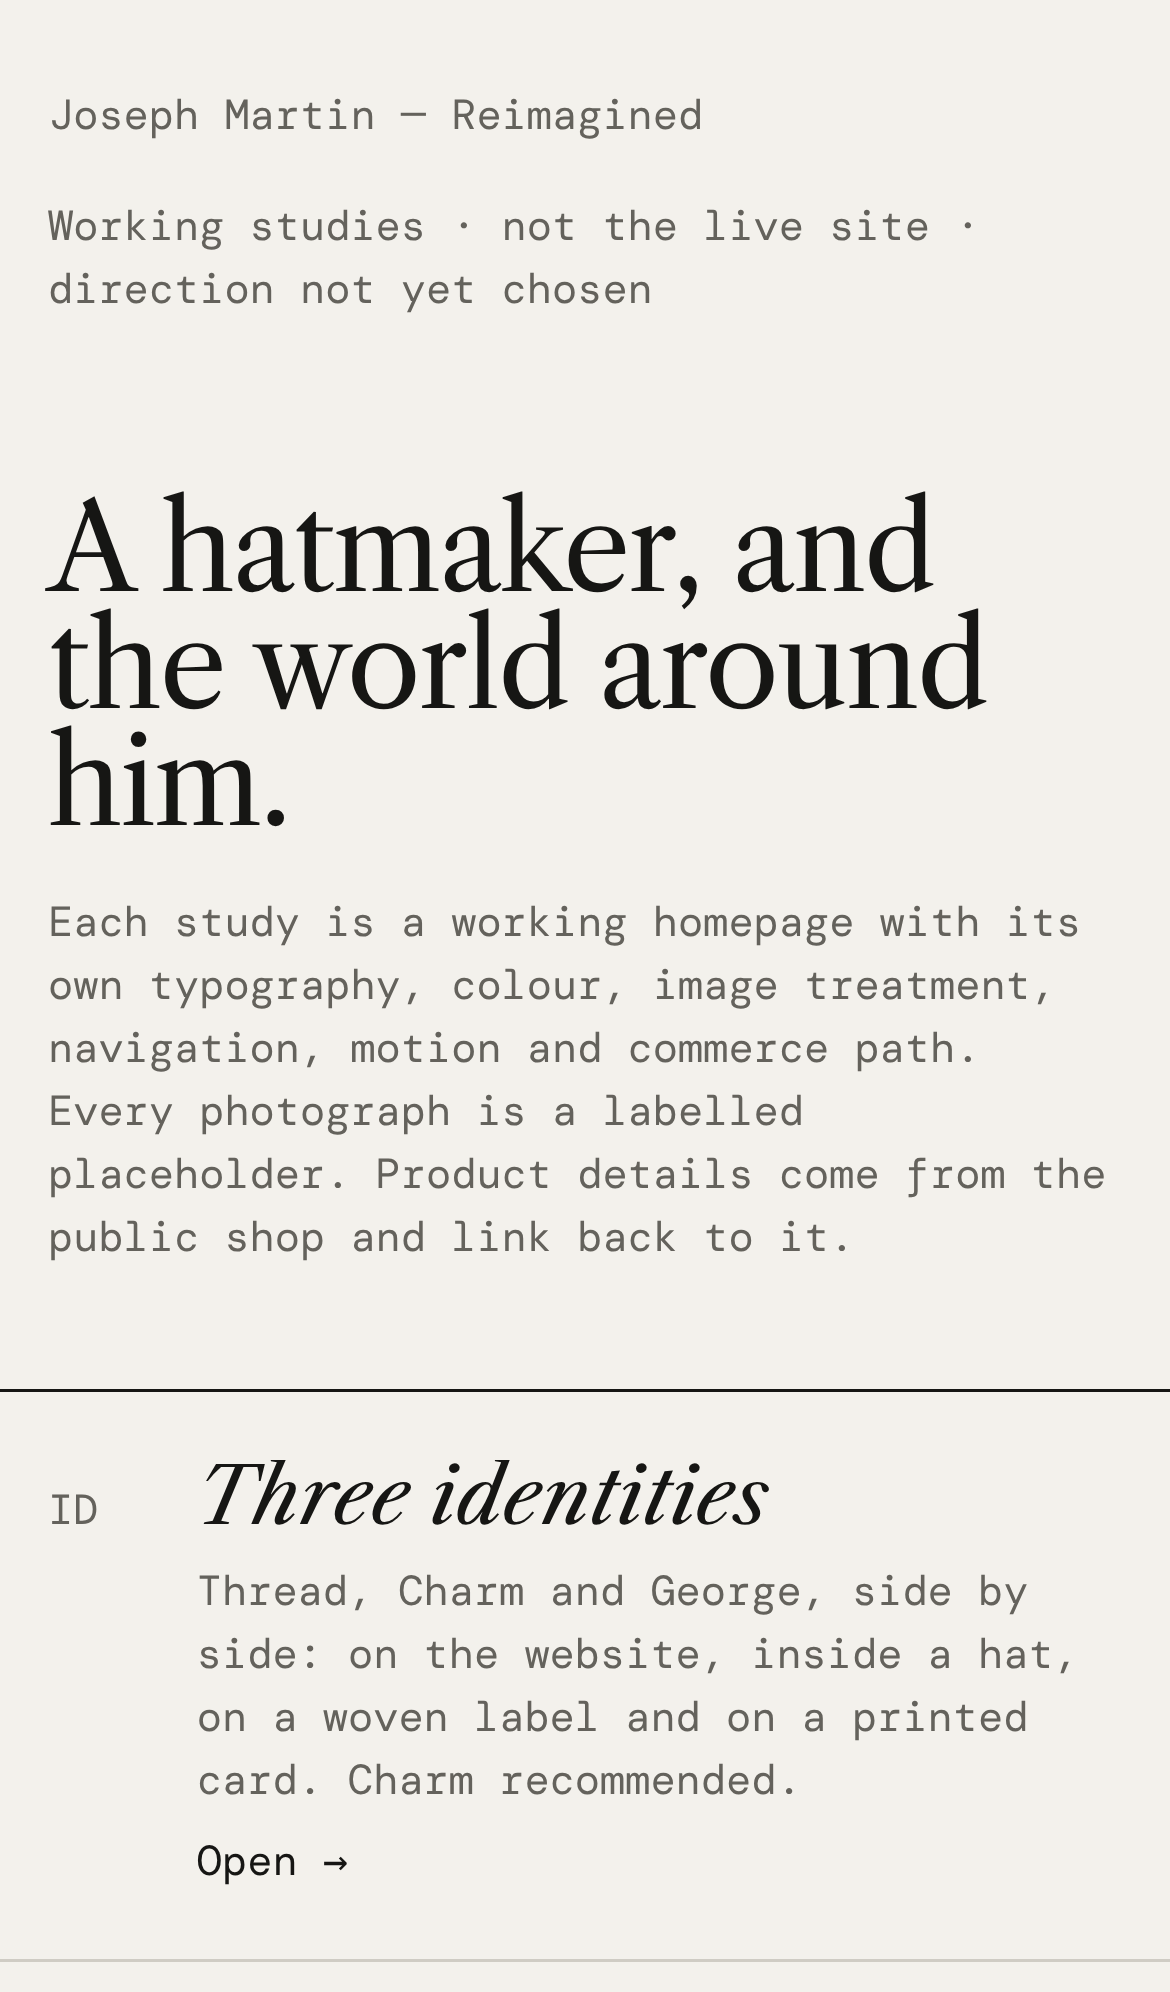 Joseph Martin — Reimagined
Working studies · not the live site ·
direction not yet chosen
A hatmaker, and
the world around
him.
Each study is a working homepage with its
own typography, colour, image treatment,
navigation, motion and commerce path.
Every photograph is a labelled
placeholder. Product details come from the
public shop and link back to it.
ID
Three identities
Thread, Charm and George, side by
side: on the website, inside a hat,
on a woven label and on a printed
card. Charm recommended.
Open →